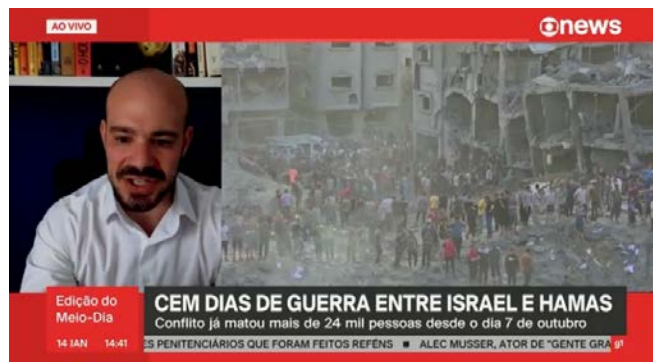 AO VIVO
news
Edição do
Meio-Dia
CEM DIAS DE GUERRA ENTRE ISRAEL E HAMAS
Conflito já matou mais de 24 mil pessoas desde o dia 7 de outubro
14 JAN 14:41
ES PENITENCIÁRIOS QUE FORAM FEITOS REFÉNS ■ ALEC MUSSER, ATOR DE "GENTE GRA g1